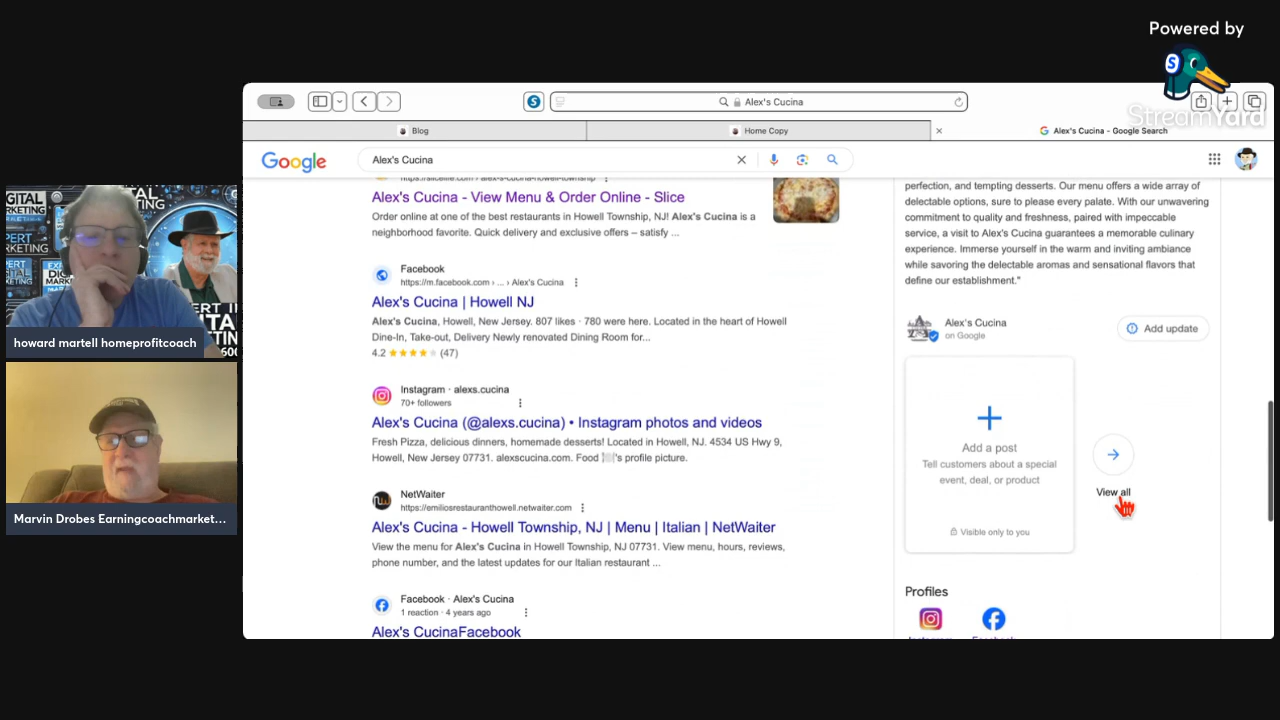 Powered by
S
StreamYard
Alex's Cucina
Blog
Home Copy
Alex's Cucina - Google Search
Google
Alex's Cucina
Alex's Cucina - View Menu & Order Online - Slice
Order online at one of the best restaurants in Howell Township, NJ! Alex's Cucina is a
neighborhood favorite. Quick delivery and exclusive offers – satisfy ...
Facebook
https://m.facebook.com › ... › Alex's Cucina
Alex's Cucina | Howell NJ
Alex's Cucina, Howell, New Jersey. 807 likes · 780 were here. Located in the heart of Howell
Dine-In, Take-out, Delivery Newly renovated Dining Room for...
4.2 (47)
Instagram · alexs.cucina
70+ followers
Alex's Cucina (@alexs.cucina) • Instagram photos and videos
Fresh Pizza, delicious dinners, homemade desserts! Located in Howell, NJ. 4534 US Hwy 9,
Howell, New Jersey 07731. alexscucina.com. Food 🍽️'s profile picture.
NetWaiter
https://emiliosrestauranthowell.netwaiter.com
Alex's Cucina - Howell Township, NJ | Menu | Italian | NetWaiter
View the menu for Alex's Cucina in Howell Township, NJ 07731. View menu, hours, reviews,
phone number, and the latest updates for our Italian restaurant ...
Facebook · Alex's Cucina
1 reaction · 4 years ago
Alex's CucinaFacebook
perfection, and tempting desserts. Our menu offers a wide array of
delectable options, sure to please every palate. With our unwavering
commitment to quality and freshness, paired with impeccable
service, a visit to Alex's Cucina guarantees a memorable culinary
experience. Immerse yourself in the warm and inviting ambiance
while savoring the delectable aromas and sensational flavors that
define our establishment."
Alex's Cucina
on Google
Add update
Add a post
Tell customers about a special
event, deal, or product
Visible only to you
View all
Profiles
howard martell homeprofitcoach
Marvin Drobes Earningcoachmarket...